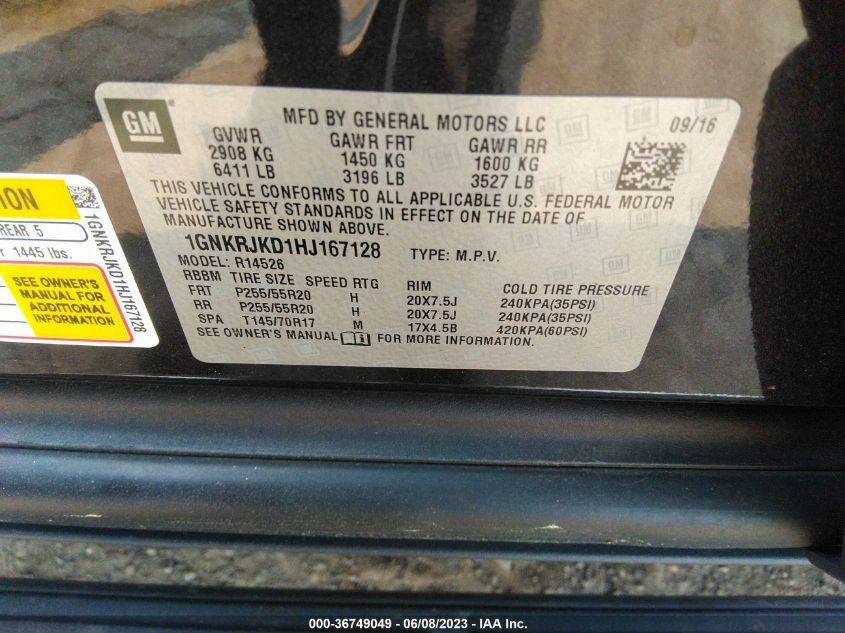 GM
MFD BY GENERAL MOTORS LLC
09/16
GVWR GAWR FRT GAWR RR
2908 KG 1450 KG 1600 KG
6411 LB 3196 LB 3527 LB
THIS VEHICLE CONFORMS TO ALL APPLICABLE U.S. FEDERAL MOTOR
VEHICLE SAFETY STANDARDS IN EFFECT ON THE DATE OF
MANUFACTURE SHOWN ABOVE.
1GNKRJKD1HJ167128 TYPE: M.P.V.
MODEL: R14526
RBBM TIRE SIZE SPEED RTG RIM COLD TIRE PRESSURE
FRT P255/55R20 H 20X7.5J 240KPA(35PSI)
RR P255/55R20 H 20X7.5J 240KPA(35PSI)
SPA T145/70R17 M 17X4.5B 420KPA(60PSI)
SEE OWNER'S MANUAL FOR MORE INFORMATION.
REAR 5
1445 lbs.
SEE OWNER'S
MANUAL FOR
ADDITIONAL
INFORMATION
1GNKRJKD1HJ167128
000-36749049 - 06/08/2023 - IAA Inc.